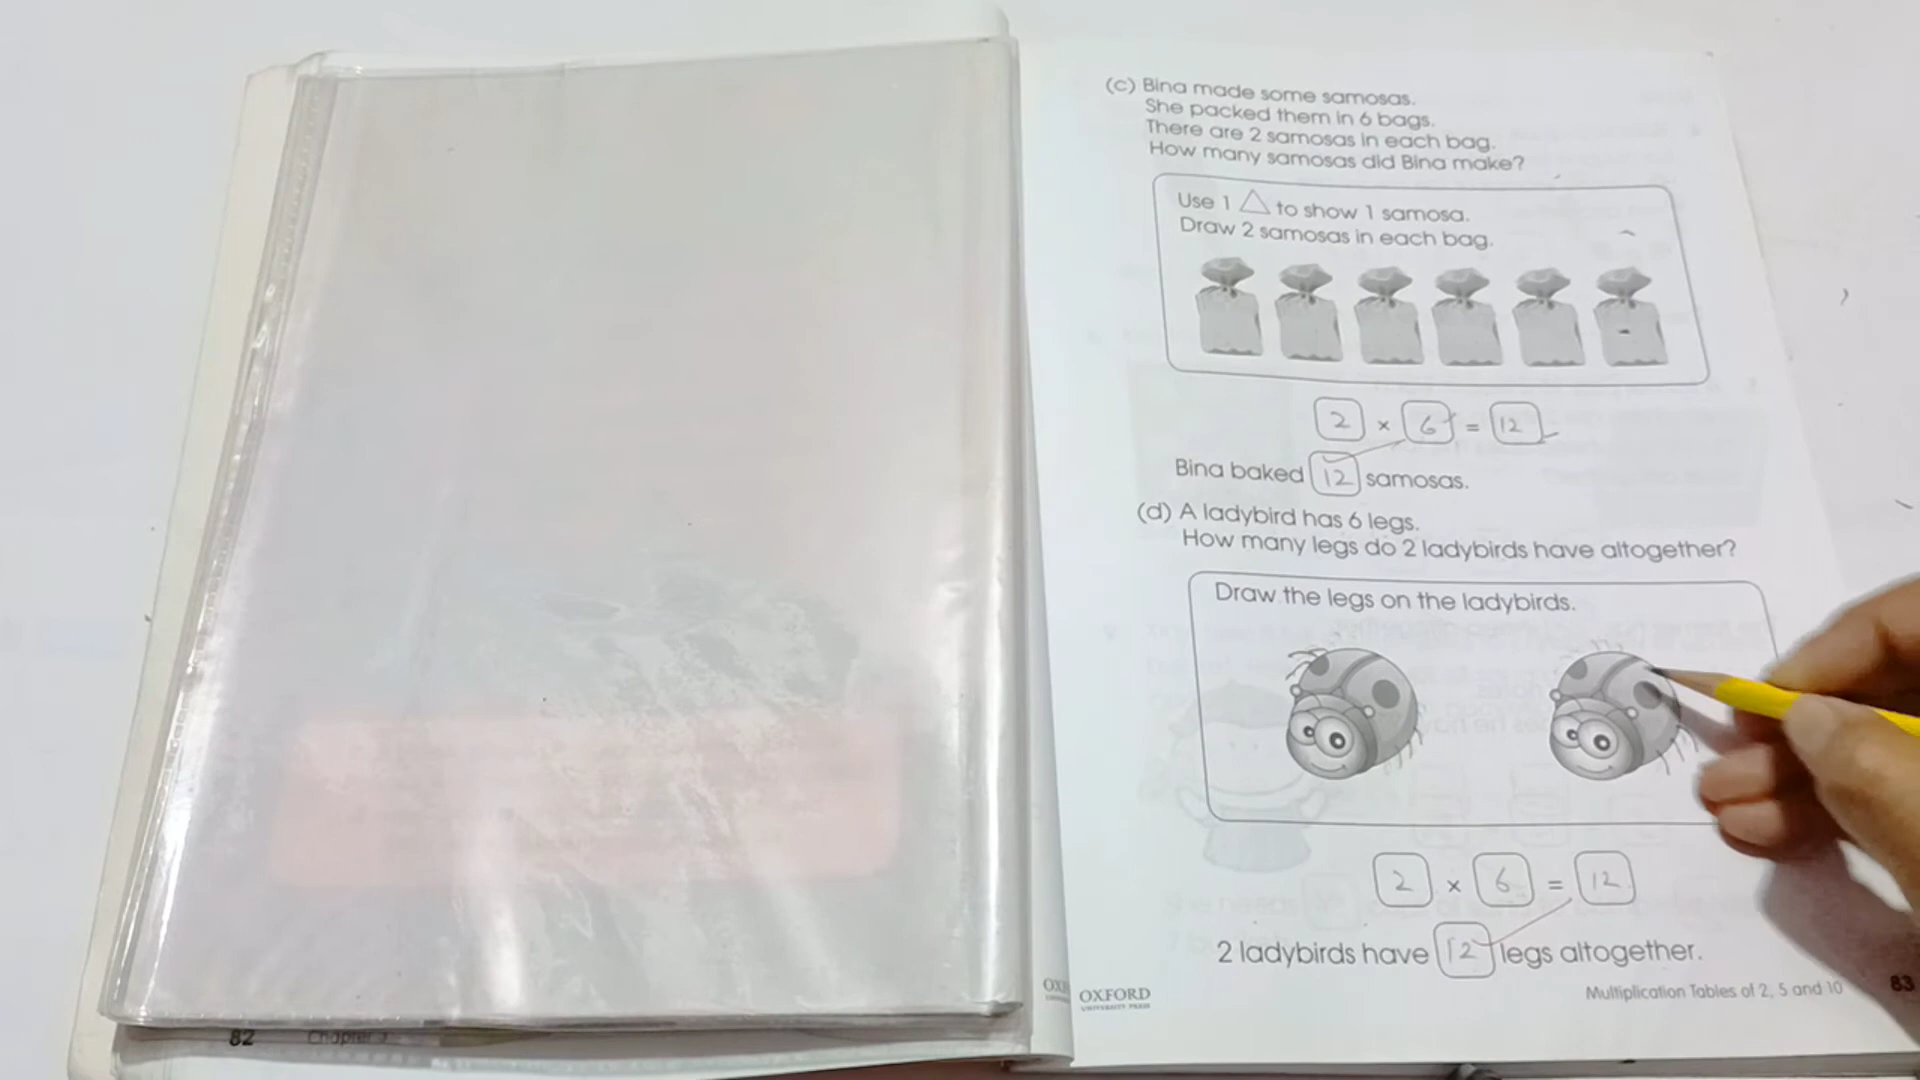 (c) Bina made some samosas.
She packed them in 6 bags.
There are 2 samosas in each bag.
How many samosas did Bina make?
Use 1 △ to show 1 samosa.
Draw 2 samosas in each bag.
2 × 6 = 12
Bina baked 12 samosas.
(d) A ladybird has 6 legs.
How many legs do 2 ladybirds have altogether?
Draw the legs on the ladybirds.
2 × 6 = 12
2 ladybirds have 12 legs altogether.
OXFORD
UNIVERSITY PRESS
Multiplication Tables of 2, 5 and 10 83
82 Chapter